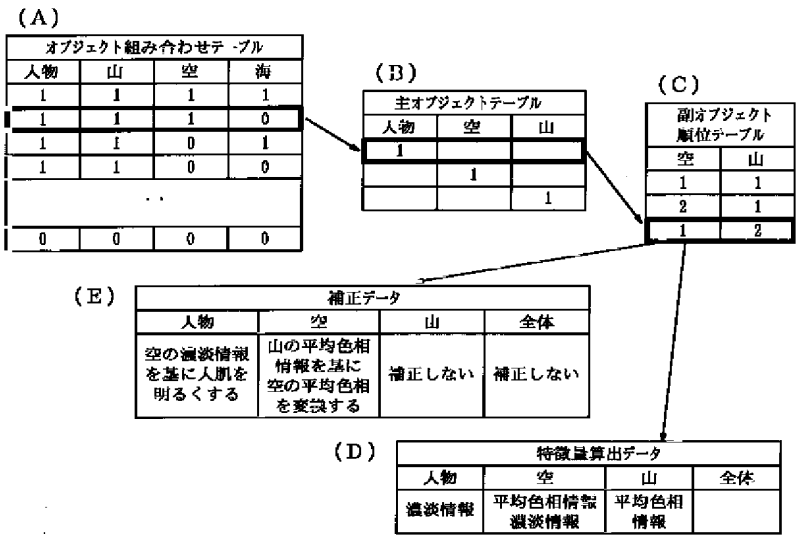 (A)
オブジェクト組み合わせテーブル
人物 山 空 海
1 1 1 1
1 1 1 0
1 1 0 1
1 1 0 0
・・
0 0 0 0
(B)
主オブジェクトテーブル
人物 空 山
1
1
1
(C)
副オブジェクト
順位テーブル
空 山
1 1
2 1
1 2
(E)
補正データ
人物 空 山 全体
空の濃淡情報
を基に人肌を
明るくする
山の平均色相
情報を基に
空の平均色相
を変換する
補正しない
補正しない
(D)
特徴量算出データ
人物 空 山 全体
濃淡情報
平均色相情報
濃淡情報
平均色相
情報